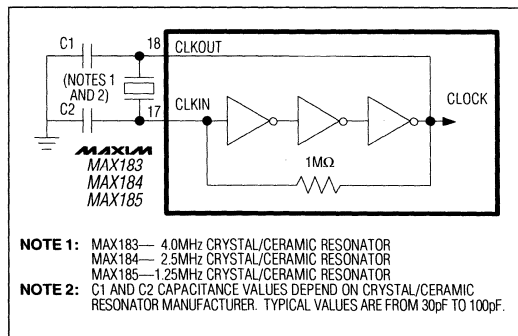 C1
18
CLKOUT
(NOTES 1
AND 2)
C2
17
CLKIN
CLOCK
1MΩ
MAXIM
MAX183
MAX184
MAX185
NOTE 1: MAX183— 4.0MHz CRYSTAL/CERAMIC RESONATOR
MAX184— 2.5MHz CRYSTAL/CERAMIC RESONATOR
MAX185—1.25MHz CRYSTAL/CERAMIC RESONATOR
NOTE 2: C1 AND C2 CAPACITANCE VALUES DEPEND ON CRYSTAL/CERAMIC
RESONATOR MANUFACTURER. TYPICAL VALUES ARE FROM 30pF TO 100pF.